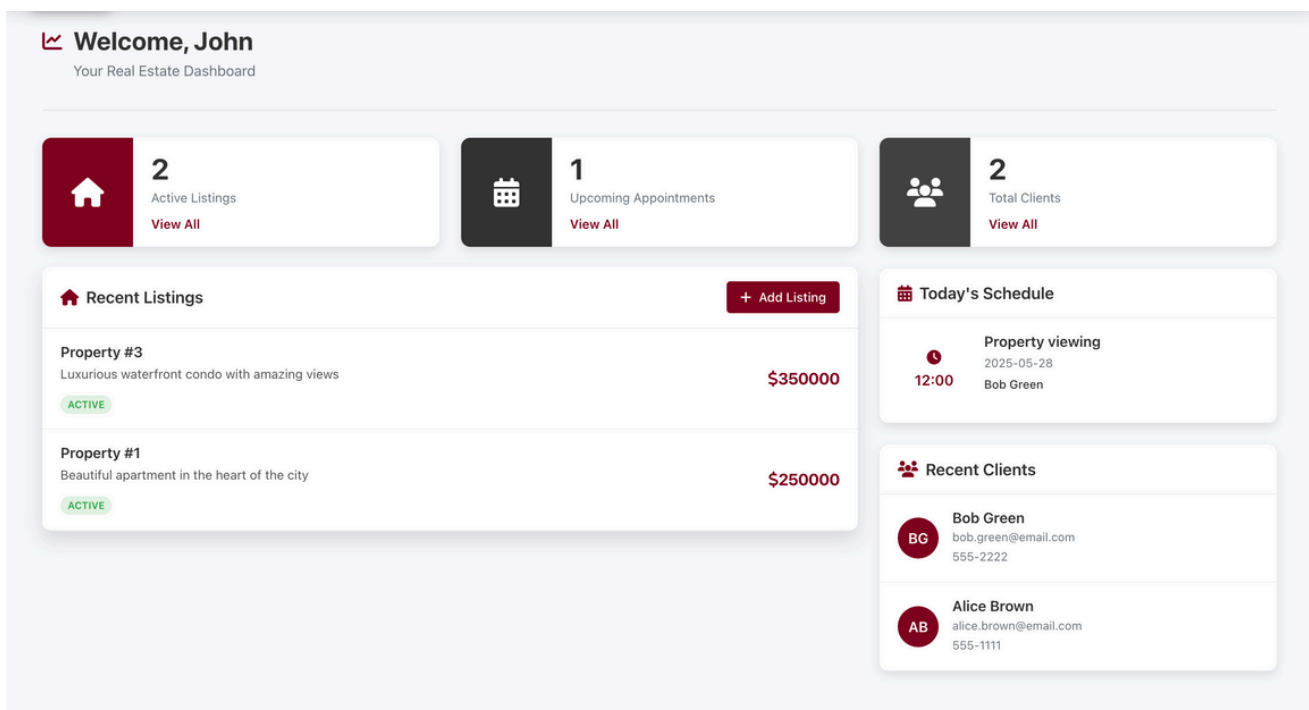 Welcome, John
Your Real Estate Dashboard
2
Active Listings
View All
1
Upcoming Appointments
View All
2
Total Clients
View All
Recent Listings
+ Add Listing
Property #3
Luxurious waterfront condo with amazing views
$350000
ACTIVE
Property #1
Beautiful apartment in the heart of the city
$250000
ACTIVE
Today's Schedule
12:00
Property viewing
2025-05-28
Bob Green
Recent Clients
BG
Bob Green
bob.green@email.com
555-2222
AB
Alice Brown
alice.brown@email.com
555-1111